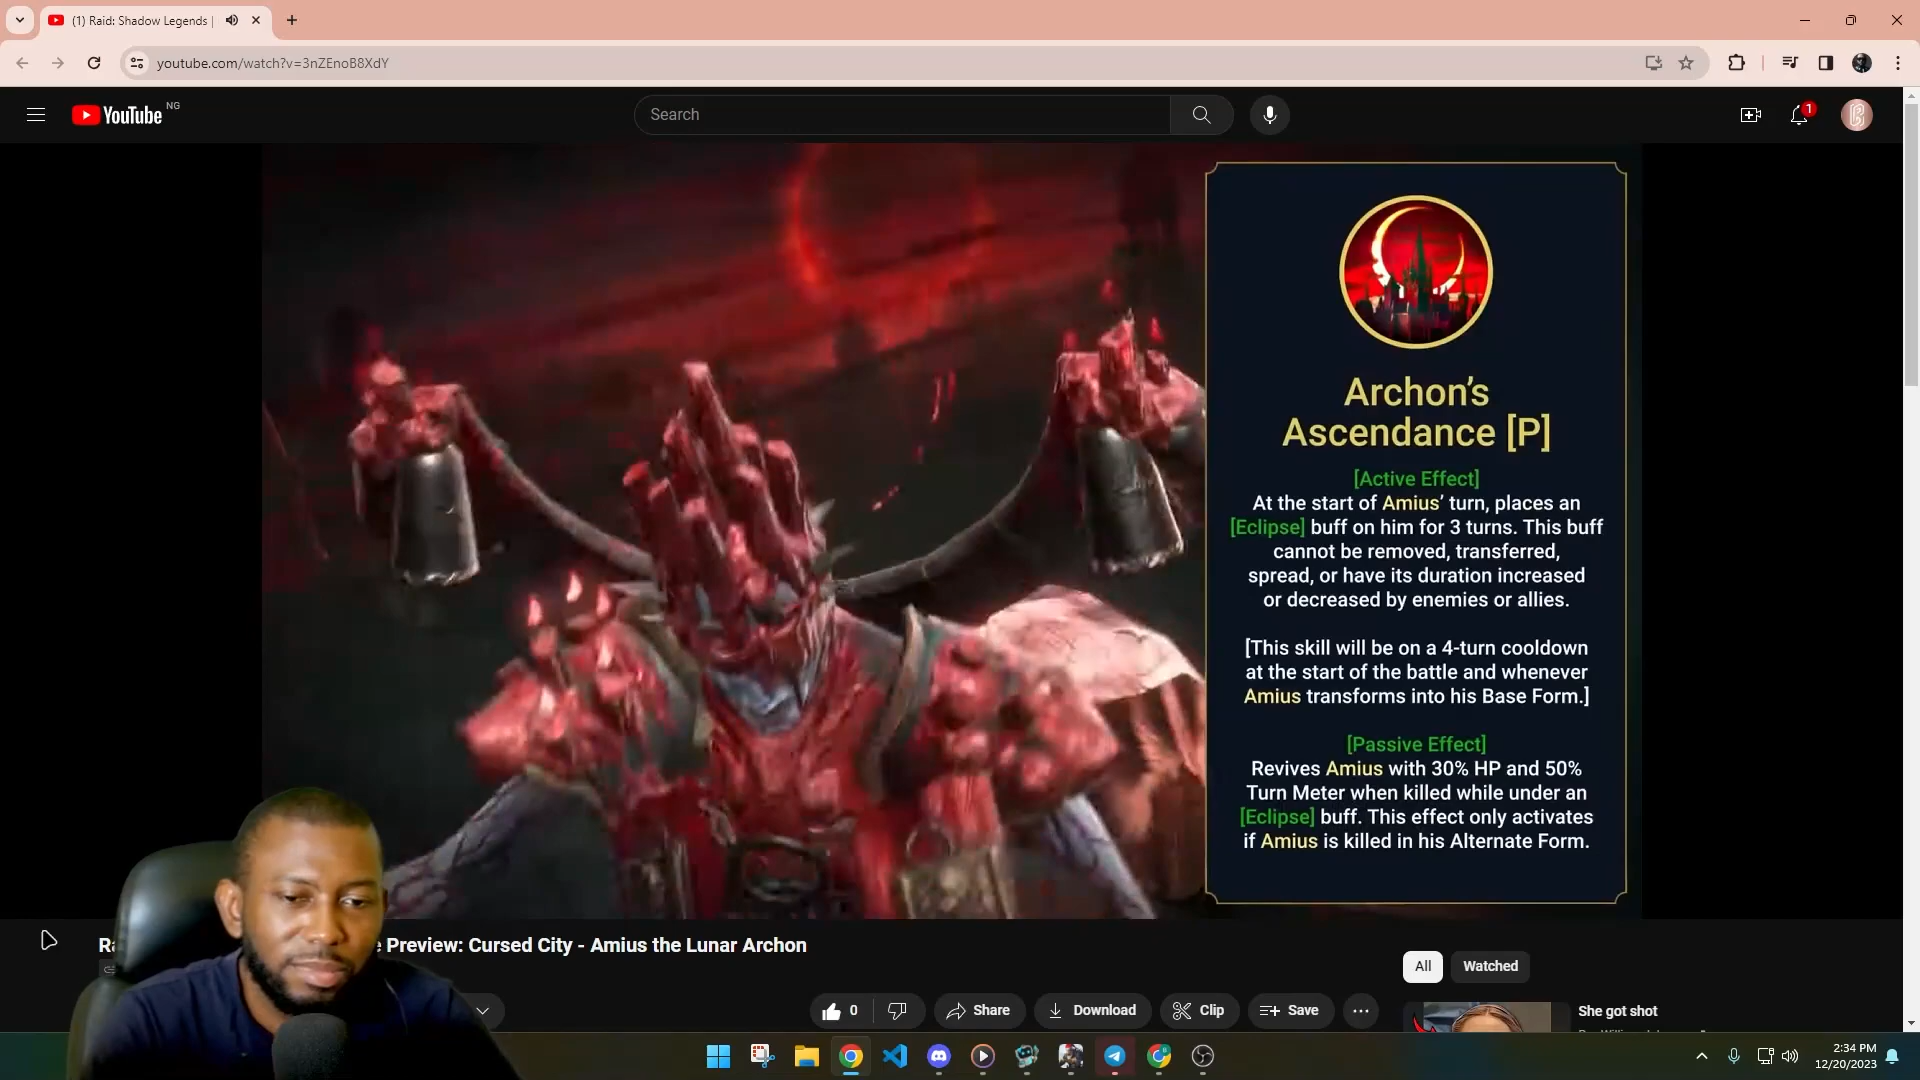 (1) Raid: Shadow Legends |
youtube.com/watch?v=3nZEnoB8XdY
YouTube NG
Search
1
Archon's
Ascendance [P]
[Active Effect]
At the start of Amius' turn, places an
[Eclipse] buff on him for 3 turns. This buff
cannot be removed, transferred,
spread, or have its duration increased
or decreased by enemies or allies.
[This skill will be on a 4-turn cooldown
at the start of the battle and whenever
Amius transforms into his Base Form.]
[Passive Effect]
Revives Amius with 30% HP and 50%
Turn Meter when killed while under an
[Eclipse] buff. This effect only activates
if Amius is killed in his Alternate Form.
Preview: Cursed City - Amius the Lunar Archon
All
Watched
0
Share
Download
Clip
Save
She got shot
2:34 PM
12/20/2023